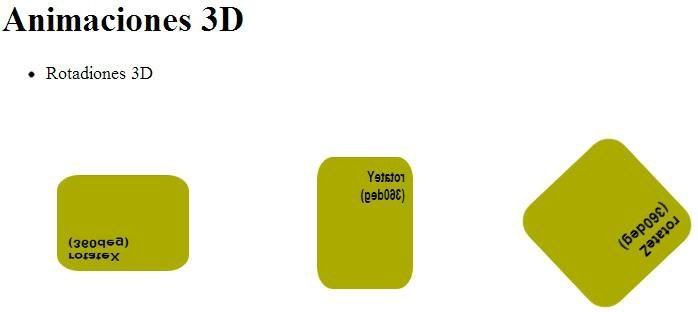 Animaciones 3D
Rotadiones 3D
rotateX
(360deg)
rotateY
(360deg)
rotateZ
(360deg)